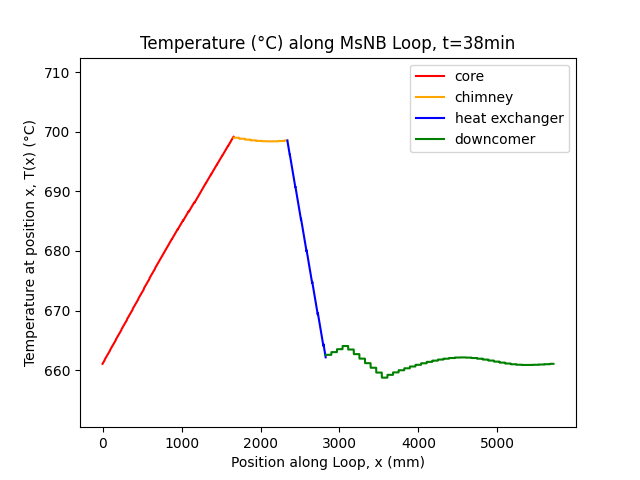 Temperature (°C) along MsNB Loop, t=38min
Temperature at position x, T(x) (°C)
710
700
690
680
670
660
core
chimney
heat exchanger
downcomer
0 1000 2000 3000 4000 5000
Position along Loop, x (mm)